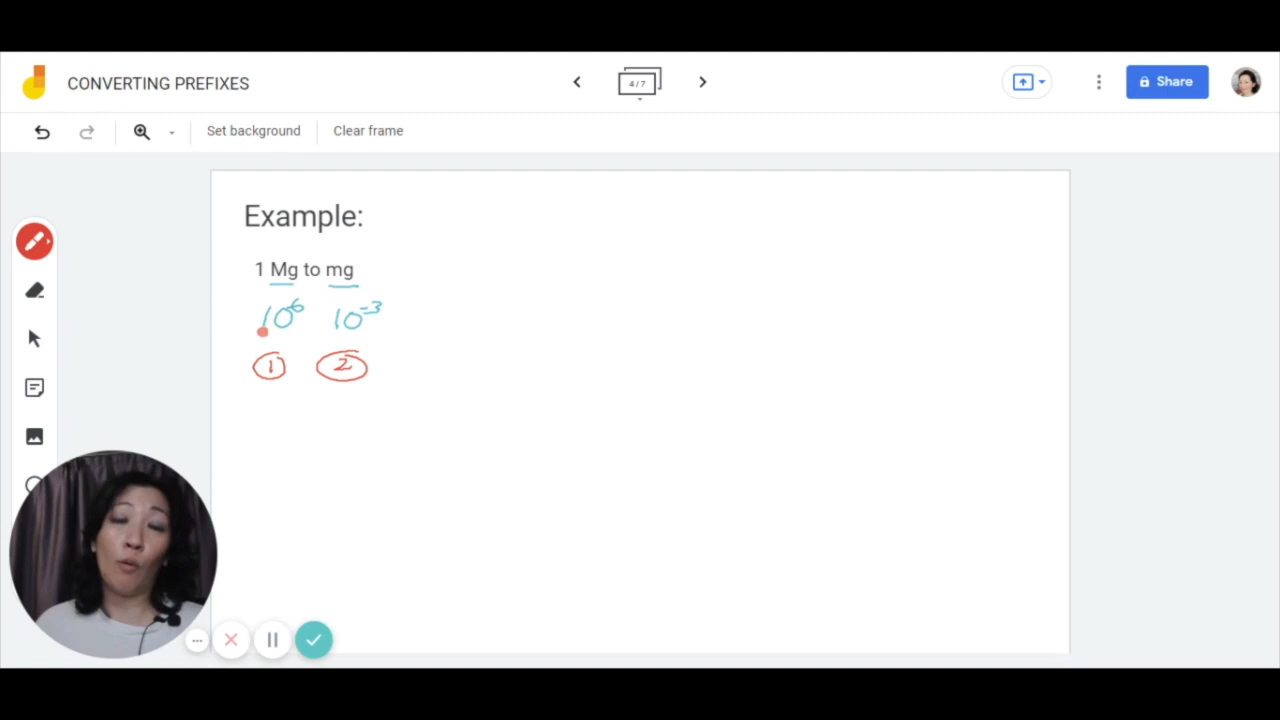 CONVERTING PREFIXES
4 / 7
Share
Set background
Clear frame
Example:
1 Mg to mg
10⁶ 10⁻³
1 2